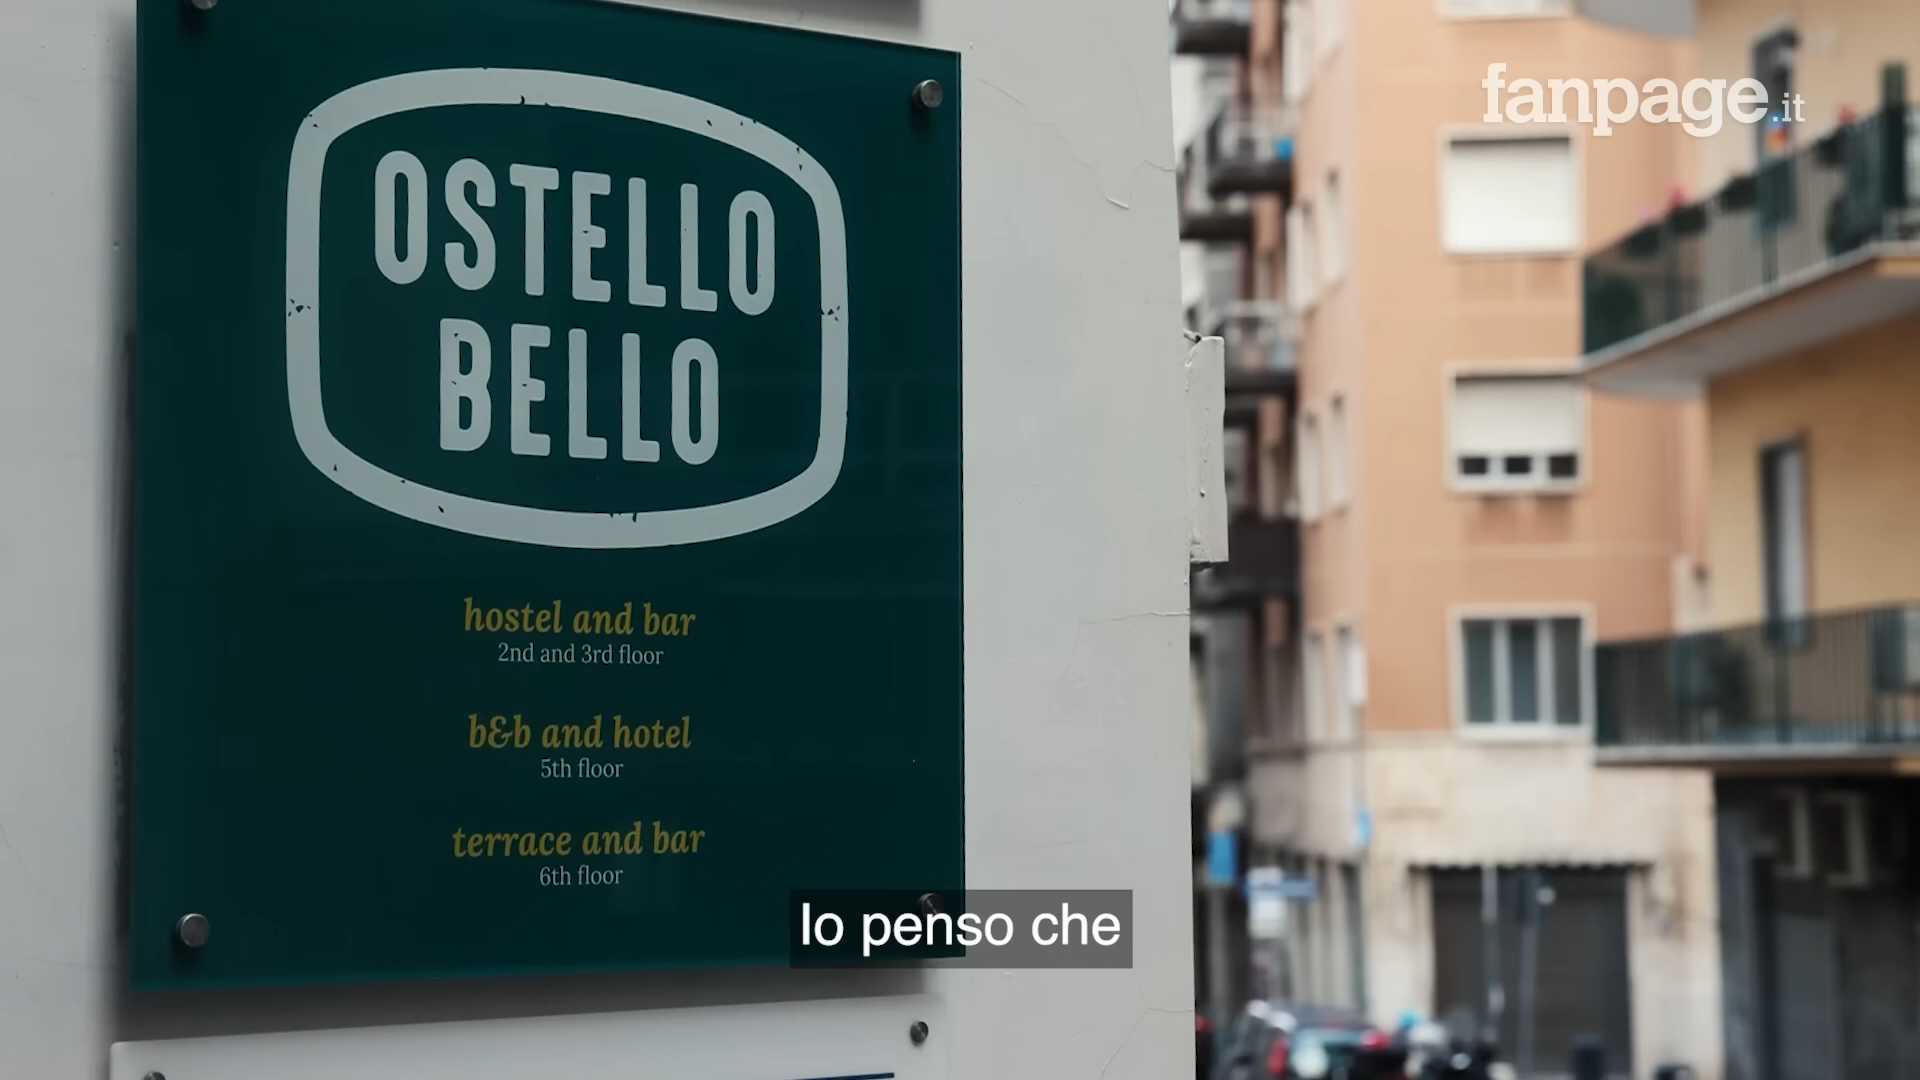 fanpage.it
OSTELLO
BELLO
hostel and bar
2nd and 3rd floor
b&b and hotel
5th floor
terrace and bar
6th floor
Io penso che